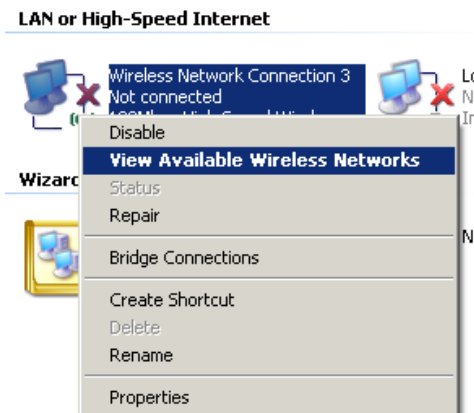 LAN or High-Speed Internet
Wireless Network Connection 3
Not connected
Disable
View Available Wireless Networks
Status
Repair
Bridge Connections
Create Shortcut
Delete
Rename
Properties